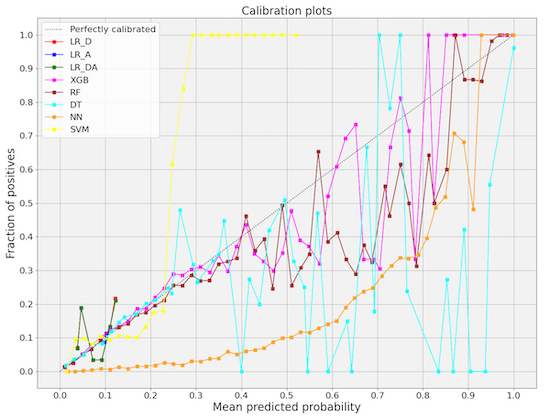 Calibration plots
Perfectly calibrated
LR_D
LR_A
LR_DA
XGB
RF
DT
NN
SVM
Fraction of positives
1.0
0.9
0.8
0.7
0.6
0.5
0.4
0.3
0.2
0.1
0.0
0.0 0.1 0.2 0.3 0.4 0.5 0.6 0.7 0.8 0.9 1.0
Mean predicted probability